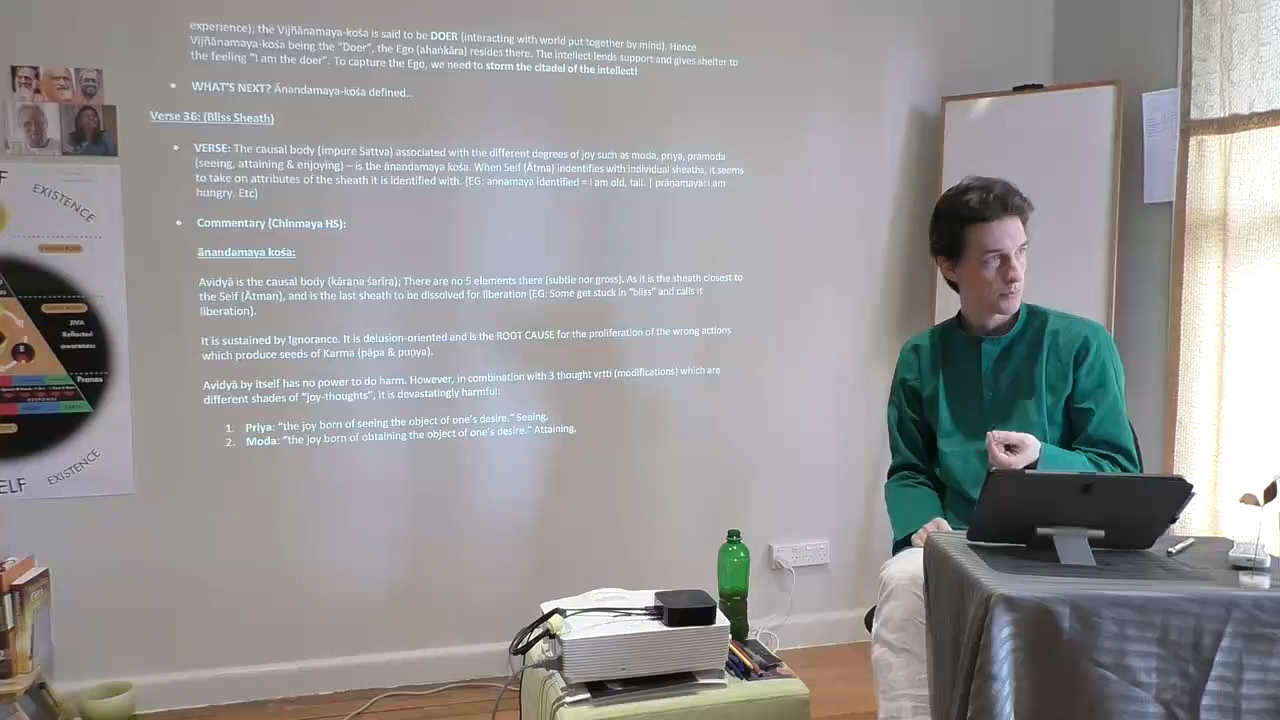 experience); the Vijñānamaya-kośa is said to be DOER (interacting with world put together by mind). Hence
Vijñānamaya-kośa being the "Doer", the Ego (ahaṅkāra) resides there. The intellect lends support and gives shelter to
the feeling "I am the doer". To capture the Ego, we need to storm the citadel of the intellect!
• WHAT'S NEXT? Ānandamaya-kośa defined...
Verse 36: (Bliss Sheath)
• VERSE: The causal body (impure Sattva) associated with the different degrees of joy such as moda, priya, pramoda
(seeing, attaining & enjoying) – is the ānandamaya kośa. When Self (Ātma) indentifies with individual sheaths, it seems
to take on attributes of the sheath it is identified with. (EG: annamaya identified = I am old, tall. | prāṇamaya: I am
hungry. Etc)
• Commentary (Chinmaya HS):
ānandamaya kośa:
Avidyā is the causal body (kāraṇa śarīra); There are no 5 elements there (subtle nor gross). As it is the sheath closest to
the Self (Ātman), and is the last sheath to be dissolved for liberation (EG: Some get stuck in "bliss" and calls it
liberation).
It is sustained by Ignorance. It is delusion-oriented and is the ROOT CAUSE for the proliferation of the wrong actions
which produce seeds of Karma (pāpa & puṇya).
Avidyā by itself has no power to do harm. However, in combination with 3 thought vṛtti (modifications) which are
different shades of "joy-thoughts", it is devastatingly harmful:
1. Priya: "the joy born of seeing the object of one's desire." Seeing.
2. Moda: "the joy born of obtaining the object of one's desire." Attaining.
EXISTENCE
JIVA
Reflected
awareness
Pranas
ELF
EXISTENCE